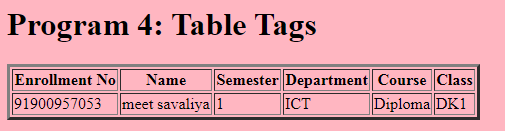 Program 4: Table Tags
Enrollment No Name Semester Department Course Class
91900957053 meet savaliya 1 ICT Diploma DK1